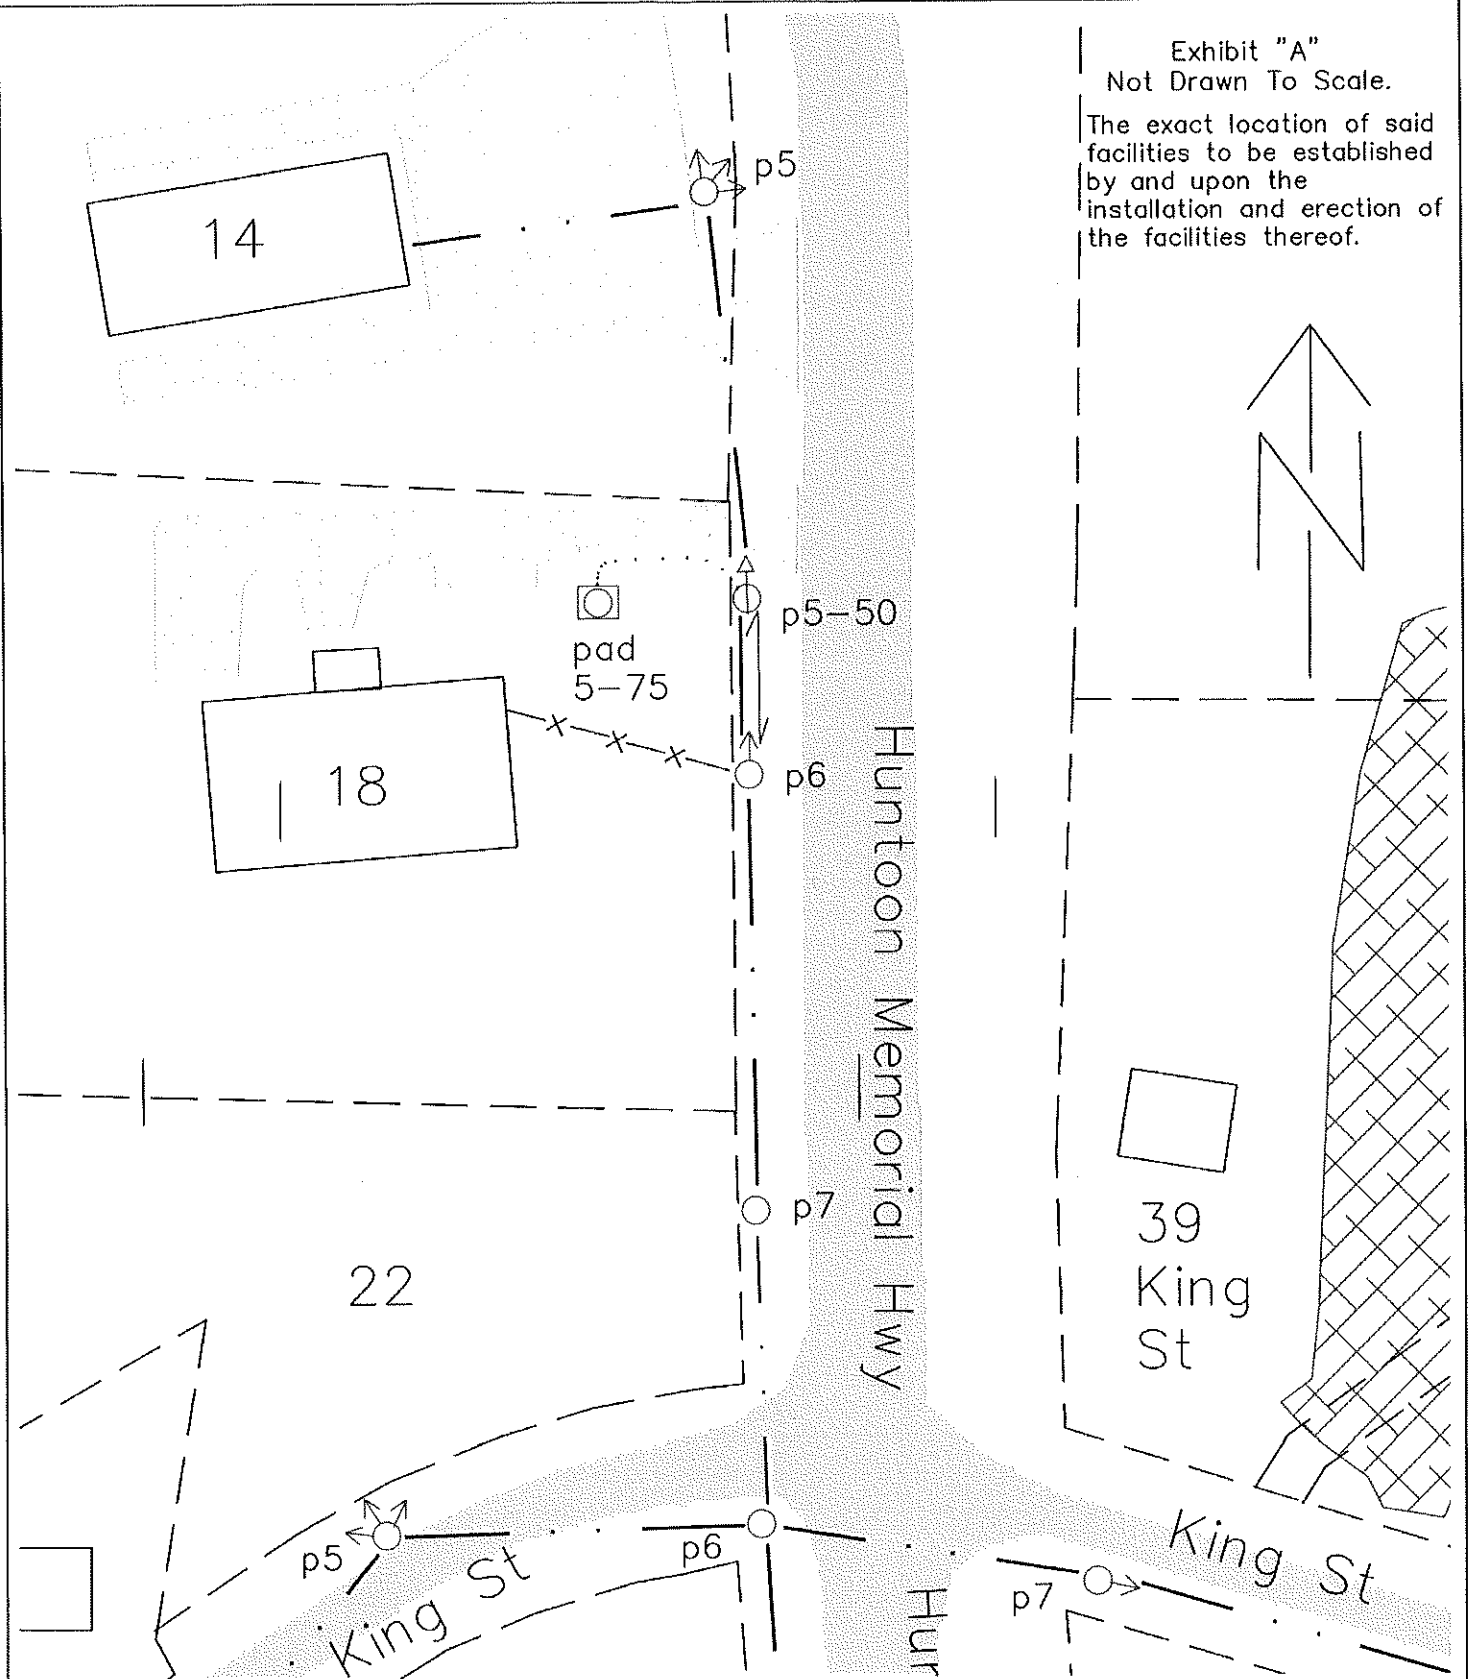 Exhibit "A"
Not Drawn To Scale.
The exact location of said
facilities to be established
by and upon the
installation and erection of
the facilities thereof.
p5
14
N
p5-50
pad
5-75
18
p6
Huntoon Memorial Hwy
p7
39
King
St
22
p5
King St
p6
p7
King St
Hur